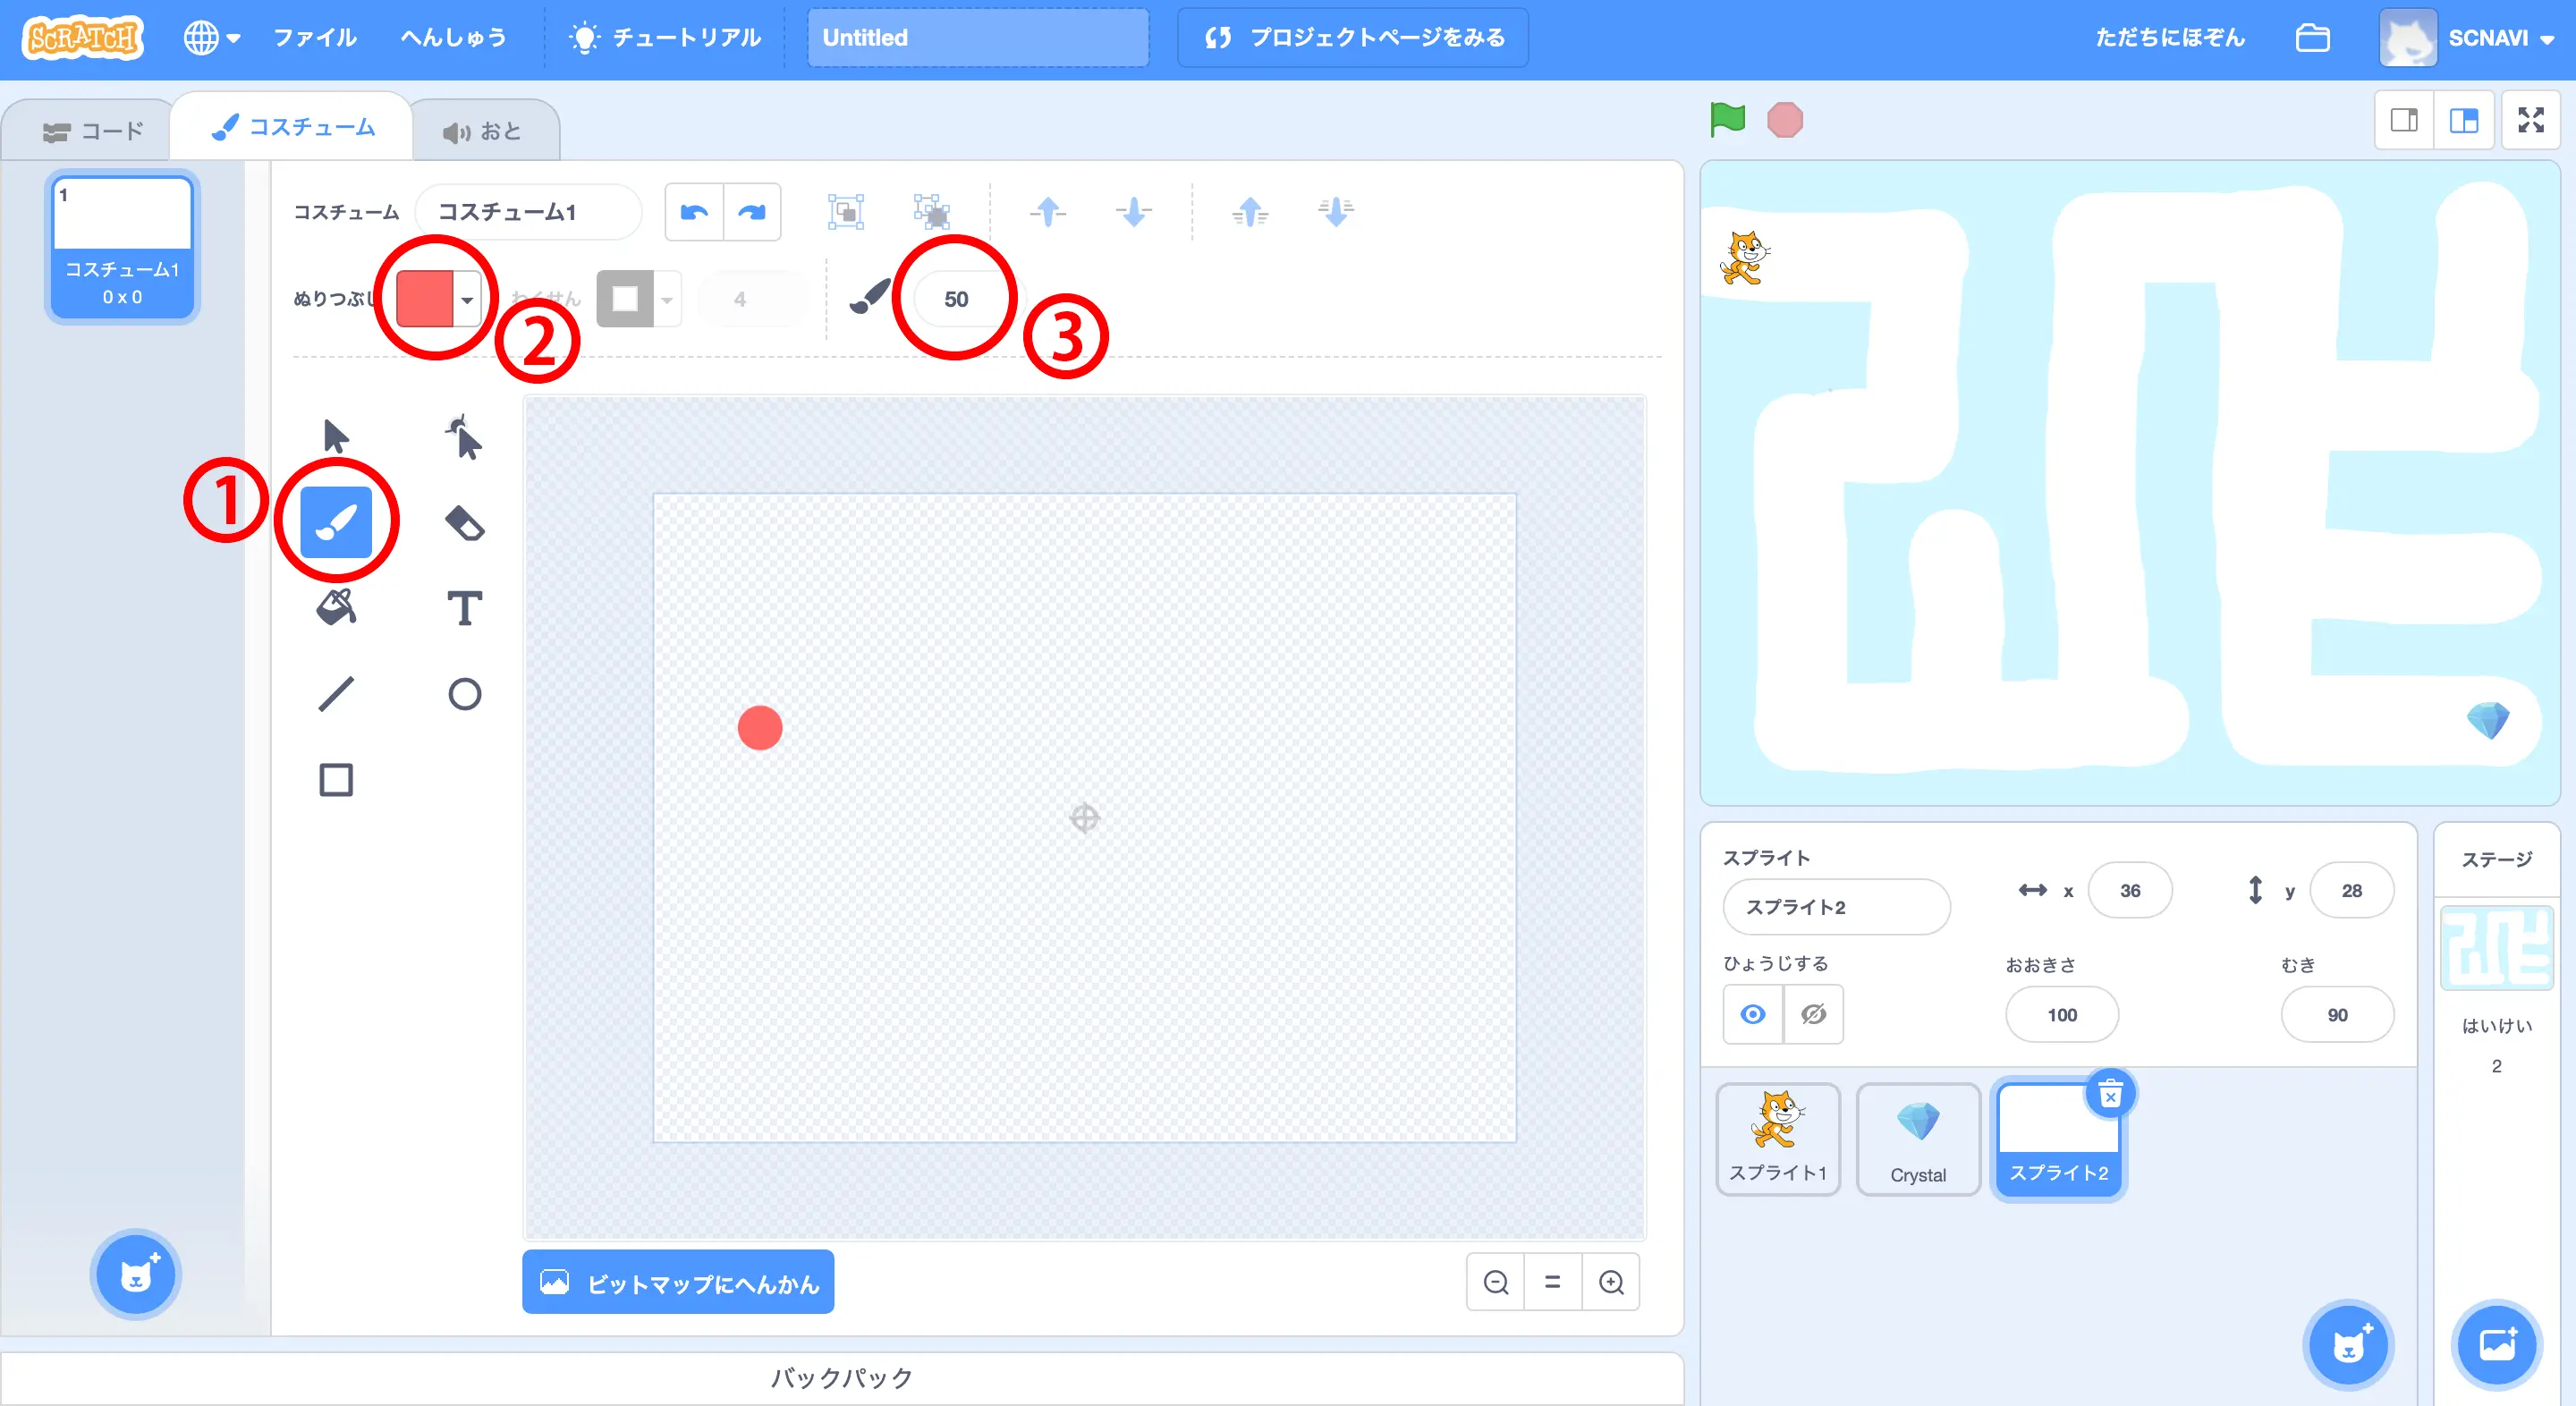 SCRATCH ファイル へんしゅう チュートリアル Untitled プロジェクトページをみる ただちにほぞん SCNAVI
コード コスチューム おと
1
コスチューム1
0 x 0
コスチューム コスチューム1
ぬりつぶし わくせん 4 50
② ③
①
T
ビットマップにへんかん =
バックパック
スプライト
スプライト2 x 36 y 28
ひょうじする おおきさ むき
100 90
スプライト1 Crystal スプライト2
ステージ
はいけい
2